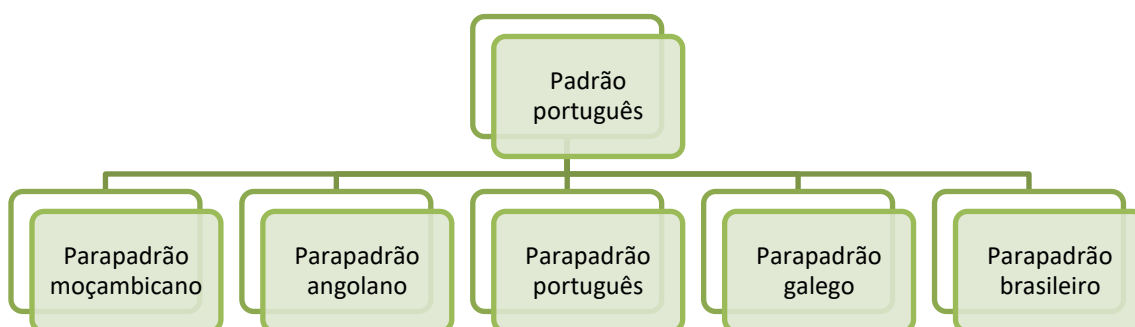 Padrão
português
Parapadrão
moçambicano
Parapadrão
angolano
Parapadrão
português
Parapadrão
galego
Parapadrão
brasileiro